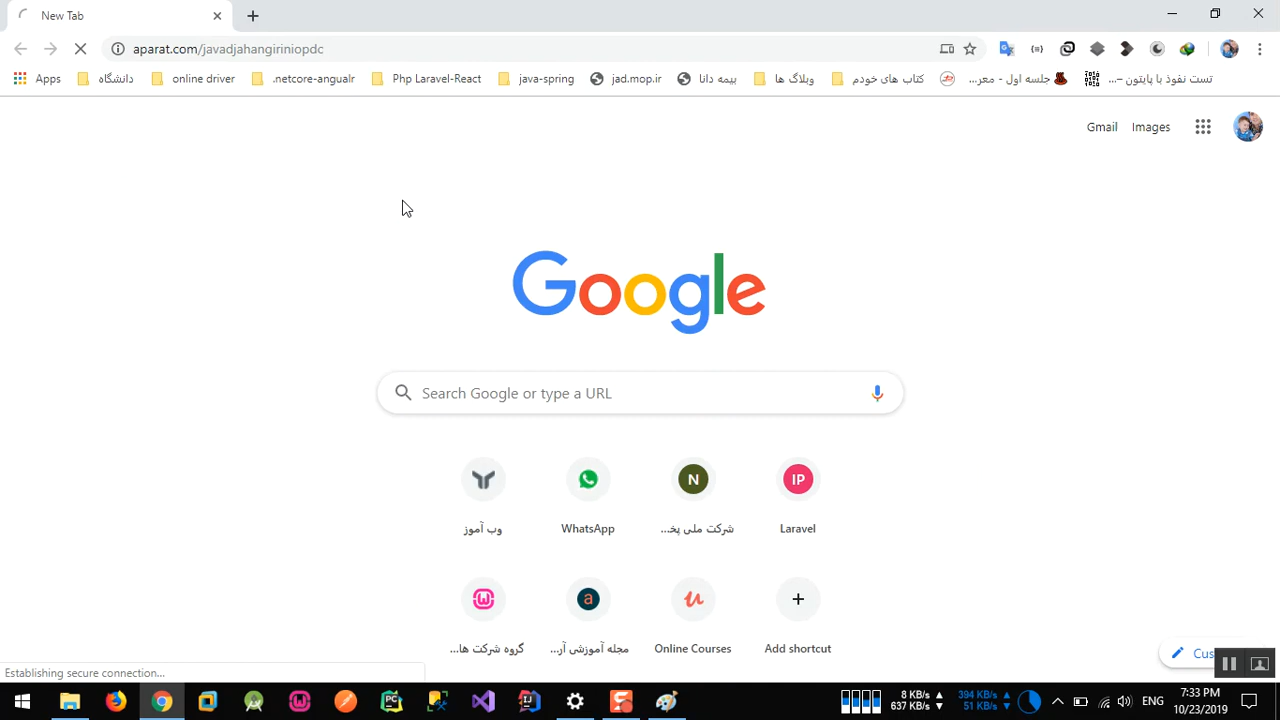 New Tab
aparat.com/javadjahangiriniopdc
Apps
دانشگاه
online driver
.netcore-angualr
Php Laravel-React
java-spring
jad.mop.ir
بیمه دانا
وبلاگ ها
کتاب های خودم
جلسه اول - معر...
تست نفوذ با پایتون –...
Gmail Images
Google
Search Google or type a URL
N
IP
وب آموز
WhatsApp
شرکت ملی پخ...
Laravel
a
گروه شرکت ها...
مجله آموزشی آر...
Online Courses
Add shortcut
Cus
Establishing secure connection...
8 KB/s
637 KB/s
394 KB/s
51 KB/s
ENG
7:33 PM
10/23/2019